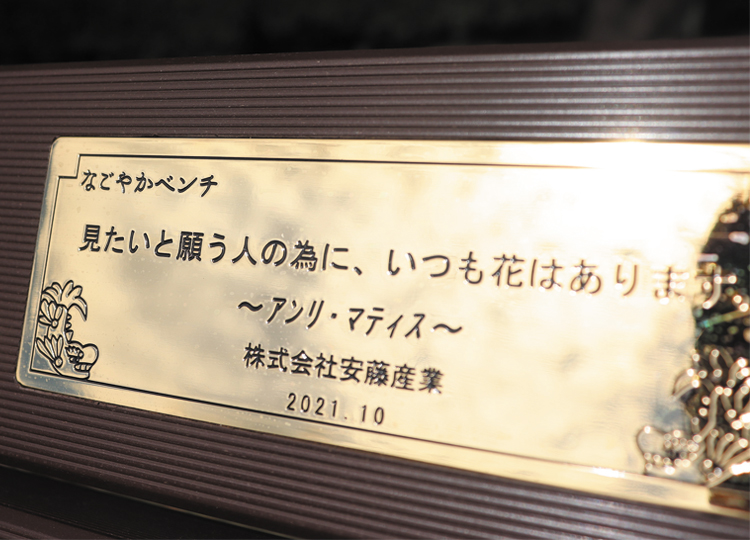 なごやかベンチ
見たいと願う人の為に、いつも花はあります
〜アンリ・マティス〜
株式会社安藤産業
2021.10